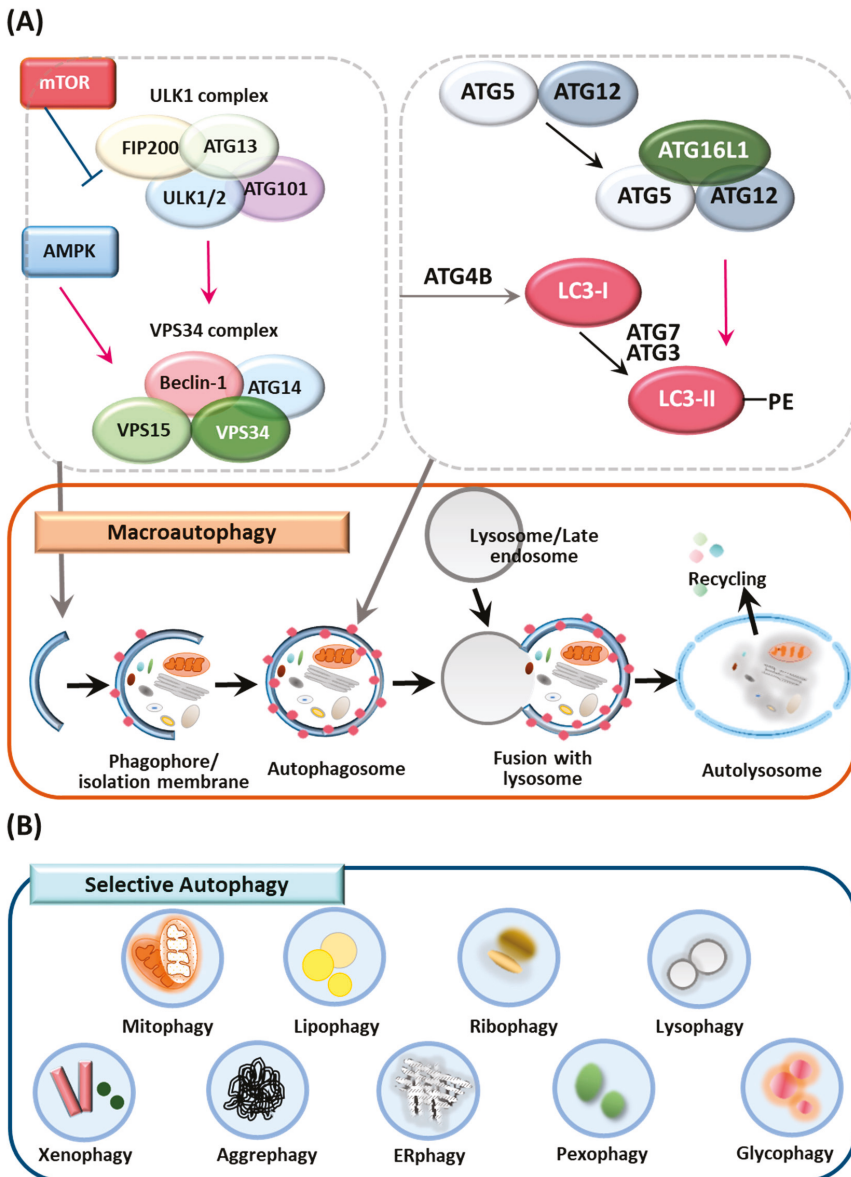 (A)
mTOR
ULK1 complex
FIP200
ATG13
ULK1/2
ATG101
AMPK
VPS34 complex
Beclin-1
ATG14
VPS15
VPS34
ATG5
ATG12
ATG16L1
ATG5
ATG12
ATG4B
LC3-I
ATG7
ATG3
LC3-II
PE
Macroautophagy
Lysosome/Late
endosome
Recycling
Phagophore/
isolation membrane
Autophagosome
Fusion with
lysosome
Autolysosome
(B)
Selective Autophagy
Mitophagy
Lipophagy
Ribophagy
Lysophagy
Xenophagy
Aggrephagy
ERphagy
Pexophagy
Glycophagy